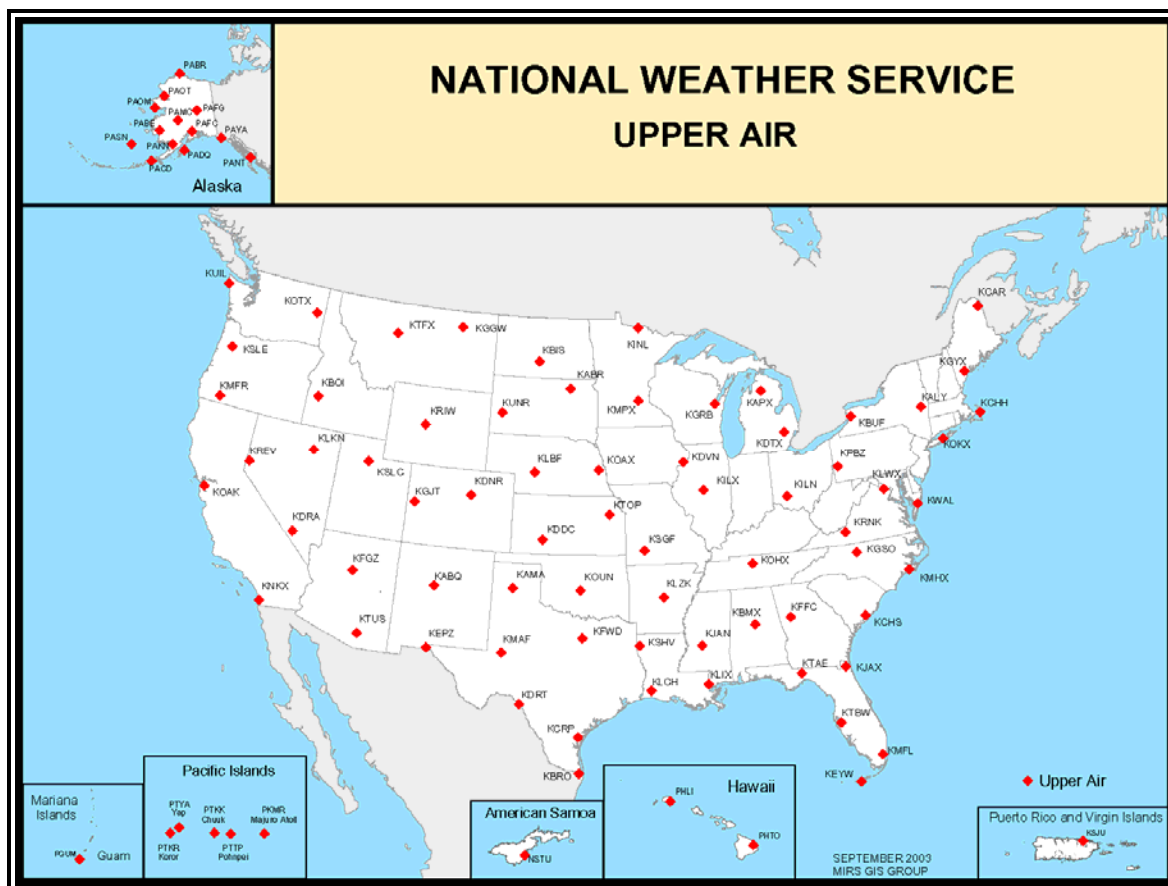 NATIONAL WEATHER SERVICE
UPPER AIR
PABR
PAOT
PAOM
PAMC
PAFG
PABE
PAFC
PASN
PAKN
PAYA
PADQ
PANT
PACD
Alaska
KUIL
KOTX
KTFX
KGGW
KCAR
KINL
KSLE
KBIS
KGYX
KABR
KMFR
KBOI
KUNR
KMPX
KGRB
KAPX
KALY
KCHH
KRIW
KBUF
KDTX
KOKX
KREV
KLKN
KSLC
KLBF
KOAX
KDVN
KPBZ
KLWX
KOAK
KGJT
KDNR
KILX
KILN
KTOP
KWAL
KDRA
KDDC
KSGF
KRNK
KGSO
KFGZ
KOHX
KMHX
KNKX
KABQ
KAMA
KOUN
KLZK
KBMX
KFFC
KCHS
KTUS
KEPZ
KMAF
KFWD
KSHV
KJAN
KTAE
KJAX
KLCH
KLIX
KDRT
KTBW
KCRP
KMFL
KBRO
KEYW
Upper Air
Mariana
Islands
PGUM
Guam
Pacific Islands
PTYA
Yap
PTKK
Chuuk
PKMR
Majuro Atoll
PTKR
Koror
PTTP
Pohnpei
American Samoa
NSTU
Hawaii
PHLI
PHTO
Puerto Rico and Virgin Islands
KSJU
SEPTEMBER 2003
MIRS GIS GROUP